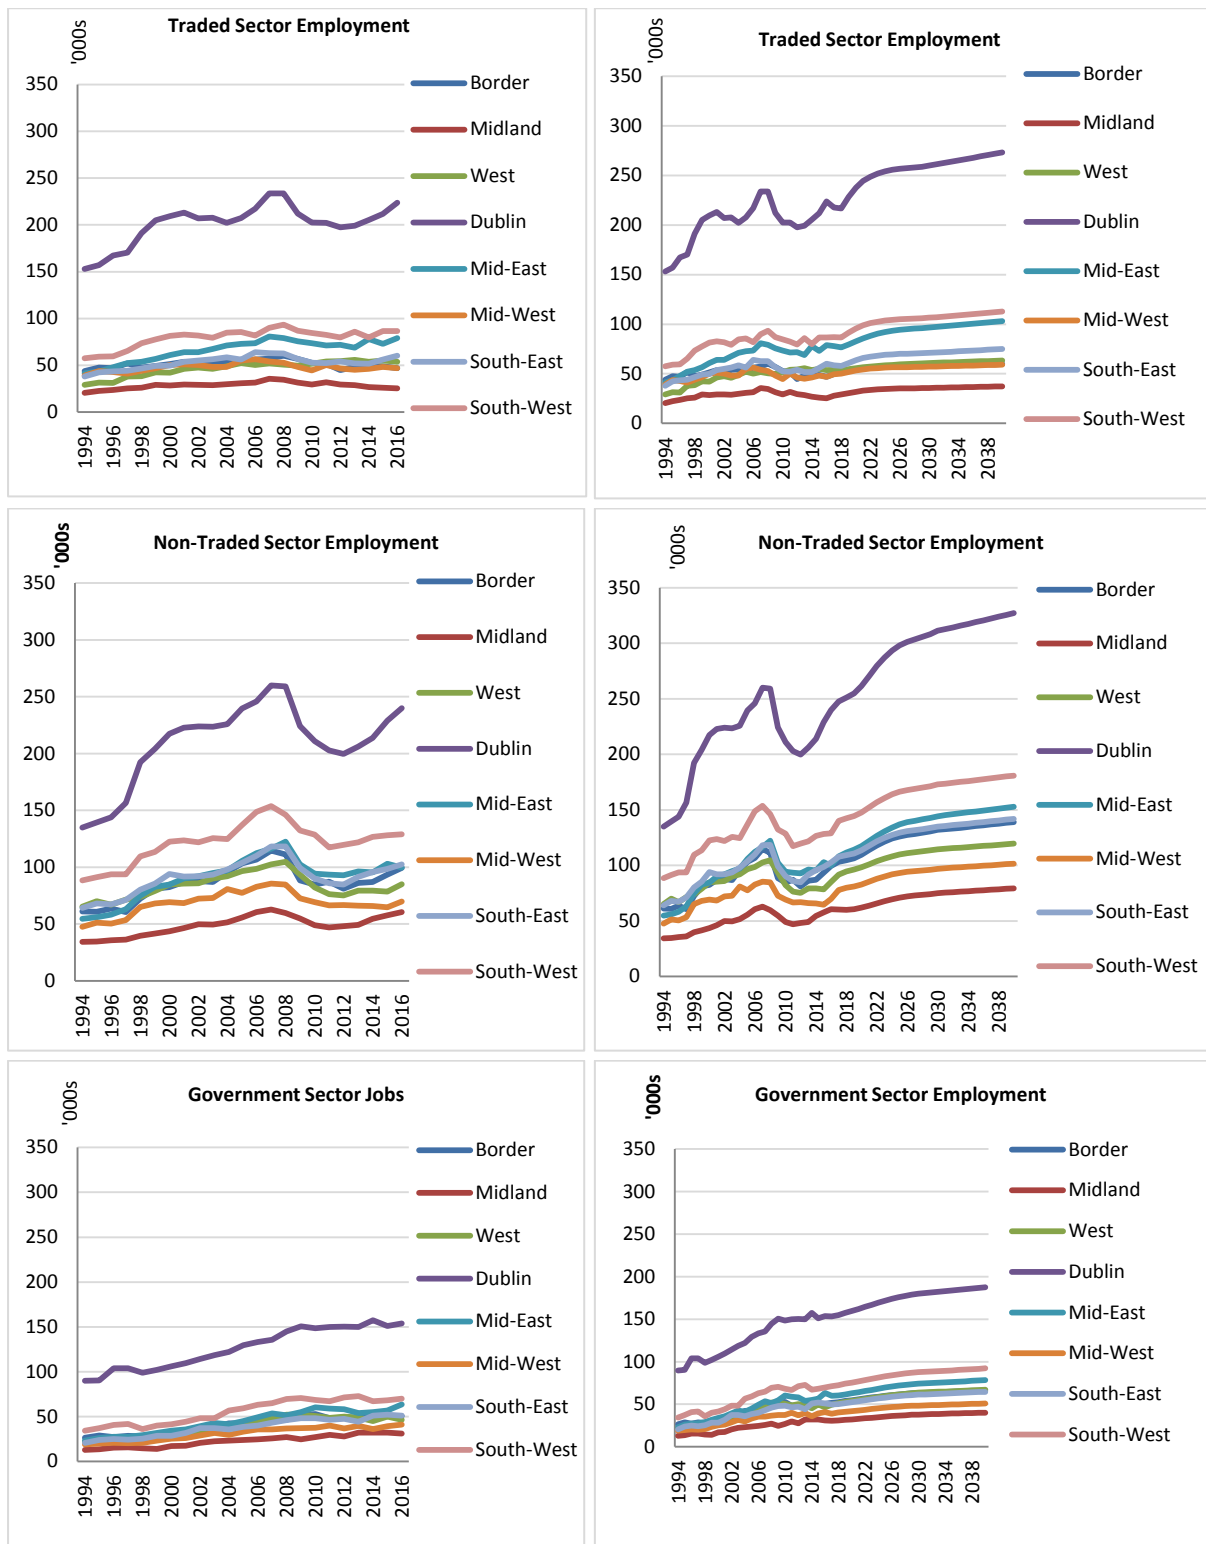 '000s
Traded Sector Employment
350
300
250
200
150
100
50
0
1994
1996
1998
2000
2002
2004
2006
2008
2010
2012
2014
2016
Border
Midland
West
Dublin
Mid-East
Mid-West
South-East
South-West
'000s
Traded Sector Employment
350
300
250
200
150
100
50
0
1994
1998
2002
2006
2010
2014
2018
2022
2026
2030
2034
2038
Border
Midland
West
Dublin
Mid-East
Mid-West
South-East
South-West
'000s
Non-Traded Sector Employment
350
300
250
200
150
100
50
0
1994
1996
1998
2000
2002
2004
2006
2008
2010
2012
2014
2016
Border
Midland
West
Dublin
Mid-East
Mid-West
South-East
South-West
'000s
Non-Traded Sector Employment
350
300
250
200
150
100
50
0
1994
1998
2002
2006
2010
2014
2018
2022
2026
2030
2034
2038
Border
Midland
West
Dublin
Mid-East
Mid-West
South-East
South-West
'000s
Government Sector Jobs
350
300
250
200
150
100
50
0
1994
1996
1998
2000
2002
2004
2006
2008
2010
2012
2014
2016
Border
Midland
West
Dublin
Mid-East
Mid-West
South-East
South-West
'000s
Government Sector Employment
350
300
250
200
150
100
50
0
1994
1998
2002
2006
2010
2014
2018
2022
2026
2030
2034
2038
Border
Midland
West
Dublin
Mid-East
Mid-West
South-East
South-West